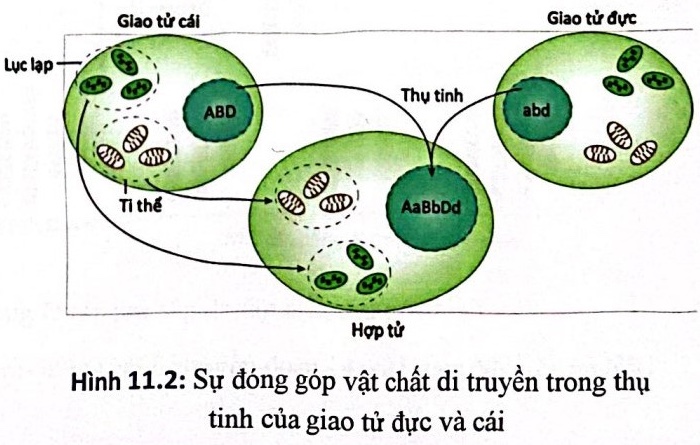 Giao tử cái
Giao tử đực
Lục lạp
ABD
Thụ tinh
abd
Ti thể
AaBbDd
Hợp tử
Hình 11.2: Sự đóng góp vật chất di truyền trong thụ
tinh của giao tử đực và cái